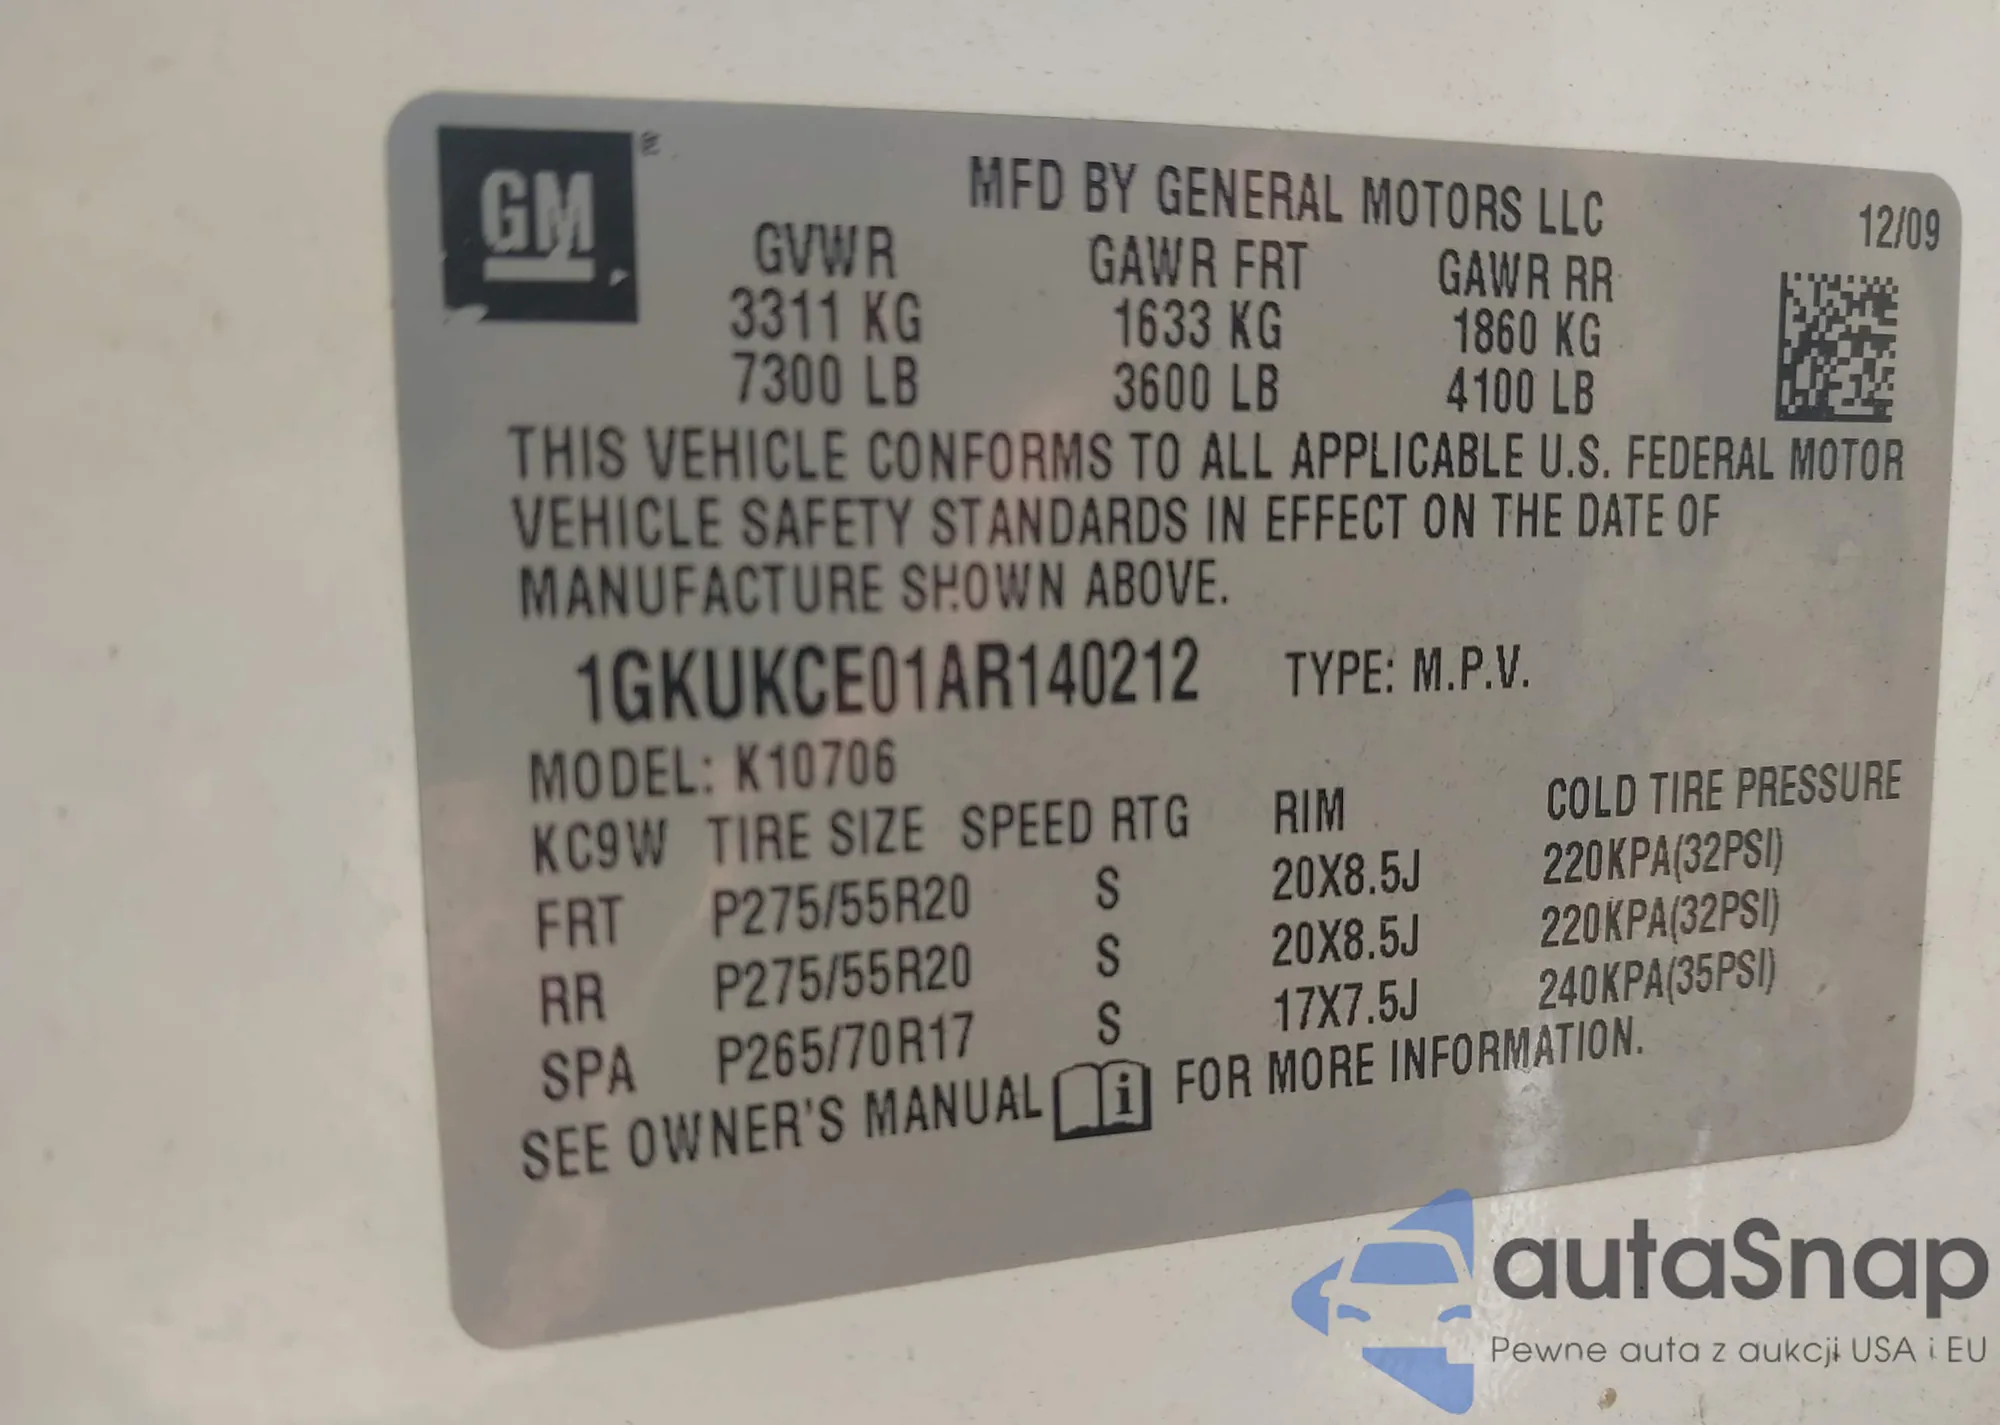 GM ®
MFD BY GENERAL MOTORS LLC
12/09
GVWR GAWR FRT GAWR RR
3311 KG 1633 KG 1860 KG
7300 LB 3600 LB 4100 LB
THIS VEHICLE CONFORMS TO ALL APPLICABLE U.S. FEDERAL MOTOR
VEHICLE SAFETY STANDARDS IN EFFECT ON THE DATE OF
MANUFACTURE SHOWN ABOVE.
1GKUKCE01AR140212 TYPE: M.P.V.
MODEL: K10706
KC9W TIRE SIZE SPEED RTG RIM COLD TIRE PRESSURE
FRT P275/55R20 S 20X8.5J 220KPA(32PSI)
RR P275/55R20 S 20X8.5J 220KPA(32PSI)
SPA P265/70R17 S 17X7.5J 240KPA(35PSI)
SEE OWNER'S MANUAL i FOR MORE INFORMATION.
autaSnap
Pewne auta z aukcji USA i EU